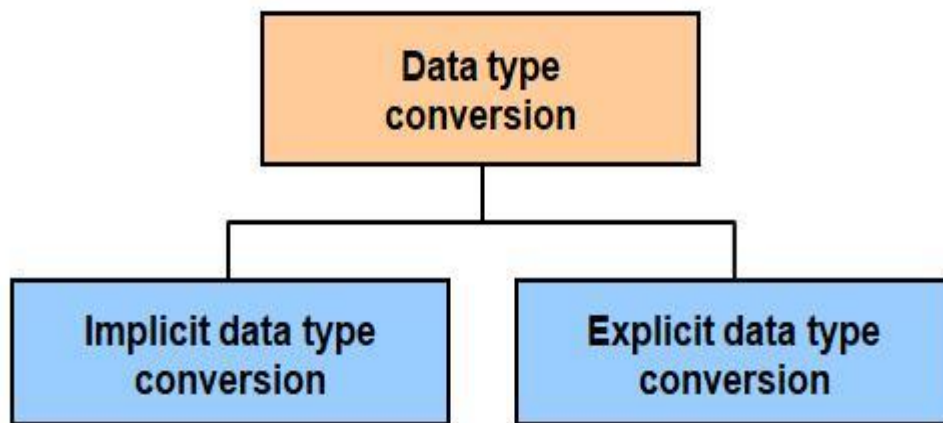 Data type
conversion
Implicit data type
conversion
Explicit data type
conversion